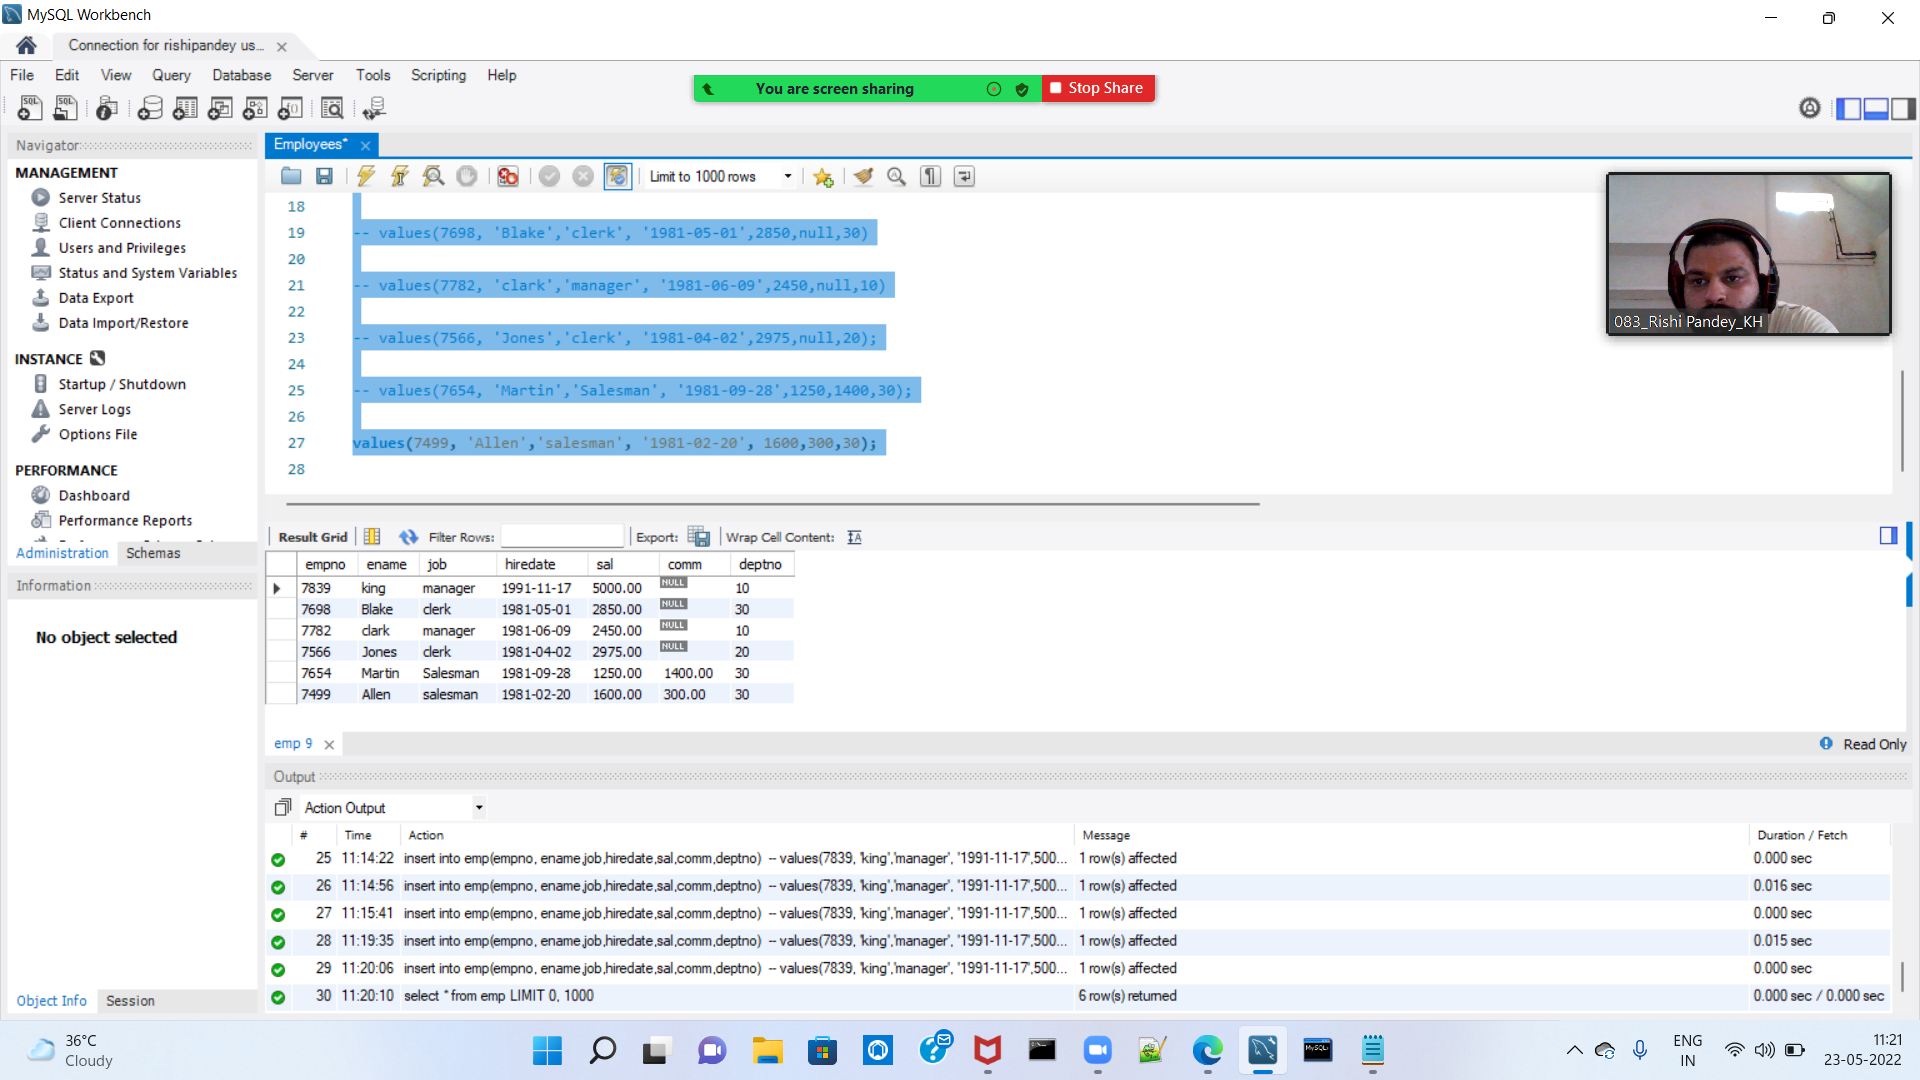 MySQL Workbench
Connection for rishipandey us...
File Edit View Query Database Server Tools Scripting Help
You are screen sharing
Stop Share
Navigator
Employees*
MANAGEMENT
Server Status
Client Connections
Users and Privileges
Status and System Variables
Data Export
Data Import/Restore
INSTANCE
Startup / Shutdown
Server Logs
Options File
PERFORMANCE
Dashboard
Performance Reports
Administration Schemas
Information
No object selected
Object Info Session
Limit to 1000 rows
18
19 -- values(7698, 'Blake','clerk', '1981-05-01',2850,null,30)
20
21 -- values(7782, 'clark','manager', '1981-06-09',2450,null,10)
22
23 -- values(7566, 'Jones','clerk', '1981-04-02',2975,null,20);
24
25 -- values(7654, 'Martin','Salesman', '1981-09-28',1250,1400,30);
26
27 values(7499, 'Allen','salesman', '1981-02-20', 1600,300,30);
28
083_Rishi Pandey_KH
Result Grid Filter Rows: Export: Wrap Cell Content:
empno ename job hiredate sal comm deptno
7839 king manager 1991-11-17 5000.00 NULL 10
7698 Blake clerk 1981-05-01 2850.00 NULL 30
7782 clark manager 1981-06-09 2450.00 NULL 10
7566 Jones clerk 1981-04-02 2975.00 NULL 20
7654 Martin Salesman 1981-09-28 1250.00 1400.00 30
7499 Allen salesman 1981-02-20 1600.00 300.00 30
emp 9
Read Only
Output
Action Output
# Time Action Message Duration / Fetch
25 11:14:22 insert into emp(empno, ename,job,hiredate,sal,comm,deptno) -- values(7839, 'king','manager', '1991-11-17',500... 1 row(s) affected 0.000 sec
26 11:14:56 insert into emp(empno, ename,job,hiredate,sal,comm,deptno) -- values(7839, 'king','manager', '1991-11-17',500... 1 row(s) affected 0.016 sec
27 11:15:41 insert into emp(empno, ename,job,hiredate,sal,comm,deptno) -- values(7839, 'king','manager', '1991-11-17',500... 1 row(s) affected 0.000 sec
28 11:19:35 insert into emp(empno, ename,job,hiredate,sal,comm,deptno) -- values(7839, 'king','manager', '1991-11-17',500... 1 row(s) affected 0.015 sec
29 11:20:06 insert into emp(empno, ename,job,hiredate,sal,comm,deptno) -- values(7839, 'king','manager', '1991-11-17',500... 1 row(s) affected 0.000 sec
30 11:20:10 select * from emp LIMIT 0, 1000 6 row(s) returned 0.000 sec / 0.000 sec
36°C
Cloudy
ENG
IN
11:21
23-05-2022